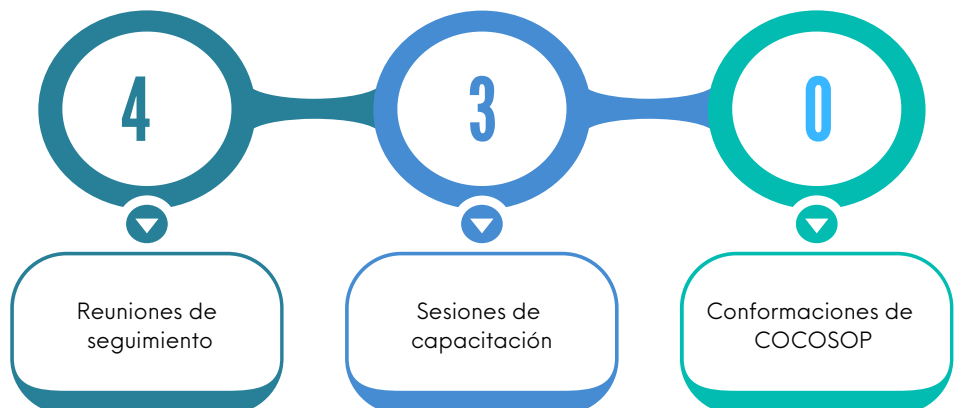 4
3
0
Reuniones de
seguimiento
Sesiones de
capacitación
Conformaciones de
COCOSOP